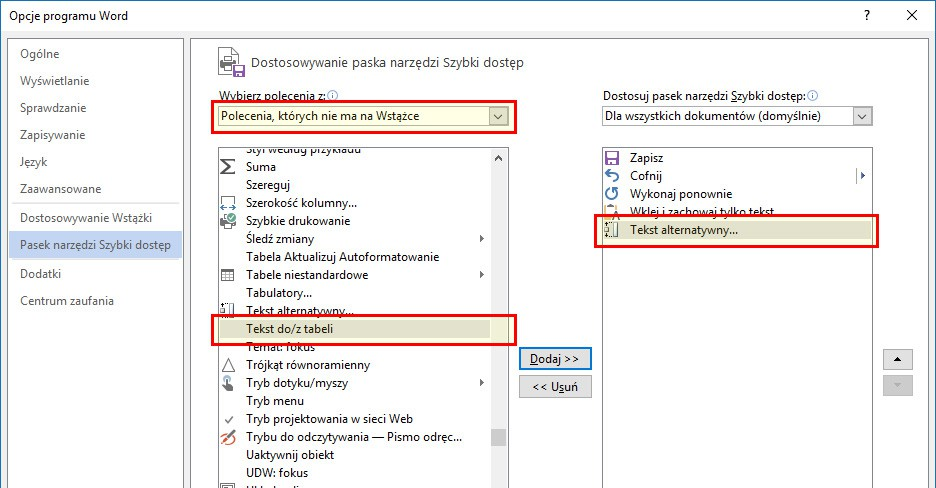 Opcje programu Word
?
Ogólne
Wyświetlanie
Sprawdzanie
Zapisywanie
Język
Zaawansowane
Dostosowywanie Wstążki
Pasek narzędzi Szybki dostęp
Dodatki
Centrum zaufania
Dostosowywanie paska narzędzi Szybki dostęp
Wybierz polecenia z:
Polecenia, których nie ma na Wstążce
Styl według przykładu
Suma
Szereguj
Szerokość kolumny...
Szybkie drukowanie
Śledź zmiany
Tabela Aktualizuj Autoformatowanie
Tabele niestandardowe
Tabulatory...
Tekst alternatywny...
Tekst do/z tabeli
Temat: fokus
Trójkąt równoramienny
Tryb dotyku/myszy
Tryb menu
Tryb projektowania w sieci Web
Trybu do odczytywania — Pismo odręc...
Uaktywnij obiekt
UDW: fokus
Dodaj >>
<< Usuń
Dostosuj pasek narzędzi Szybki dostęp:
Dla wszystkich dokumentów (domyślnie)
Zapisz
Cofnij
Wykonaj ponownie
Wklej i zachowaj tylko tekst
Tekst alternatywny...